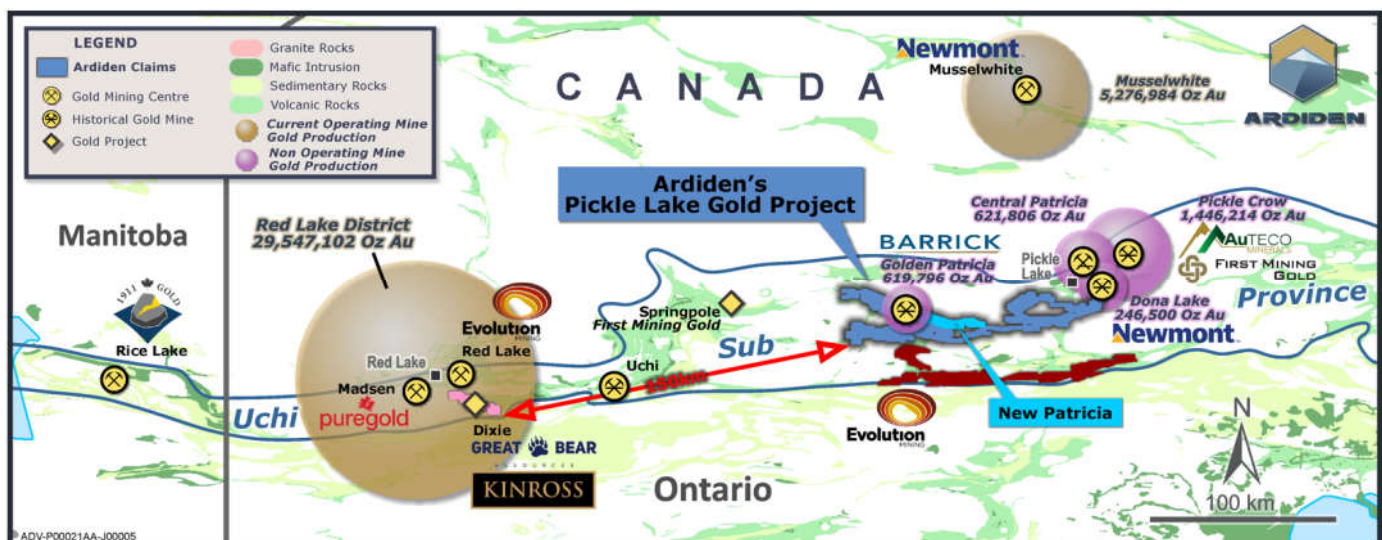 LEGEND
Ardiden Claims
Gold Mining Centre
Historical Gold Mine
Gold Project
Granite Rocks
Mafic Intrusion
Sedimentary Rocks
Volcanic Rocks
Current Operating Mine
Gold Production
Non Operating Mine
Gold Production
CANADA
Newmont
Musselwhite
Musselwhite
5,276,984 Oz Au
ARDIDEN
Ardiden's
Pickle Lake Gold Project
Manitoba
Red Lake District
29,547,102 Oz Au
Central Patricia
621,806 Oz Au
Pickle Crow
1,446,214 Oz Au
AuTECO
MINERALS
FIRST MINING
GOLD
BARRICK
Golden Patricia
619,796 Oz Au
Pickle
Lake
Dona Lake
246,500 Oz Au
Newmont
Province
1911 GOLD
Rice Lake
Evolution
MINING
Springpole
First Mining Gold
Sub
Red Lake
Red Lake
Madsen
puregold
Uchi
150km
Uchi
Dixie
GREAT BEAR
RESOURCES
KINROSS
Evolution
MINING
New Patricia
Ontario
N
100 km
ADV-P00021AA-J00005